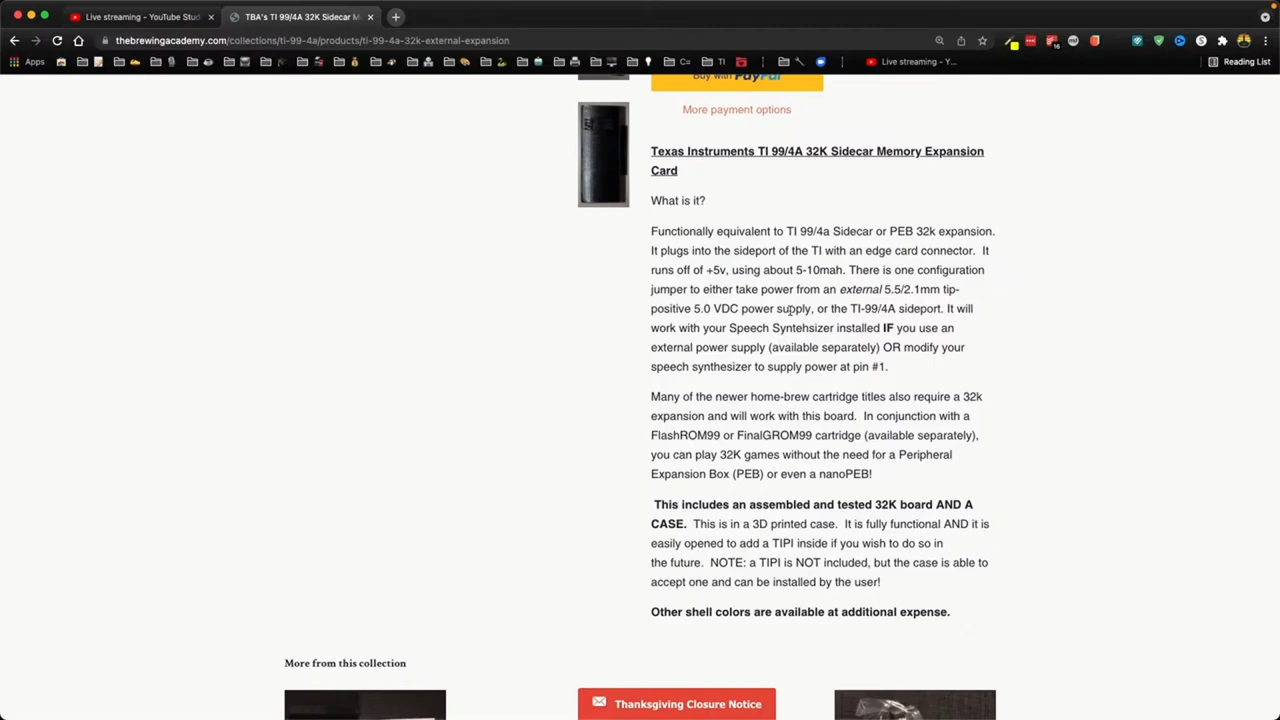 Live streaming - YouTube Stud
TBA's TI 99/4A 32K Sidecar M
thebrewingacademy.com/collections/ti-99-4a/products/ti-99-4a-32k-external-expansion
Apps
C=
TI
Live streaming - Y...
16
Reading List
Buy with PayPal
More payment options
Texas Instruments TI 99/4A 32K Sidecar Memory Expansion
Card
What is it?
Functionally equivalent to TI 99/4a Sidecar or PEB 32k expansion.
It plugs into the sideport of the TI with an edge card connector. It
runs off of +5v, using about 5-10mah. There is one configuration
jumper to either take power from an external 5.5/2.1mm tip-
positive 5.0 VDC power supply, or the TI-99/4A sideport. It will
work with your Speech Syntehsizer installed IF you use an
external power supply (available separately) OR modify your
speech synthesizer to supply power at pin #1.
Many of the newer home-brew cartridge titles also require a 32k
expansion and will work with this board. In conjunction with a
FlashROM99 or FinalGROM99 cartridge (available separately),
you can play 32K games without the need for a Peripheral
Expansion Box (PEB) or even a nanoPEB!
This includes an assembled and tested 32K board AND A
CASE. This is in a 3D printed case. It is fully functional AND it is
easily opened to add a TIPI inside if you wish to do so in
the future. NOTE: a TIPI is NOT included, but the case is able to
accept one and can be installed by the user!
Other shell colors are available at additional expense.
More from this collection
Thanksgiving Closure Notice